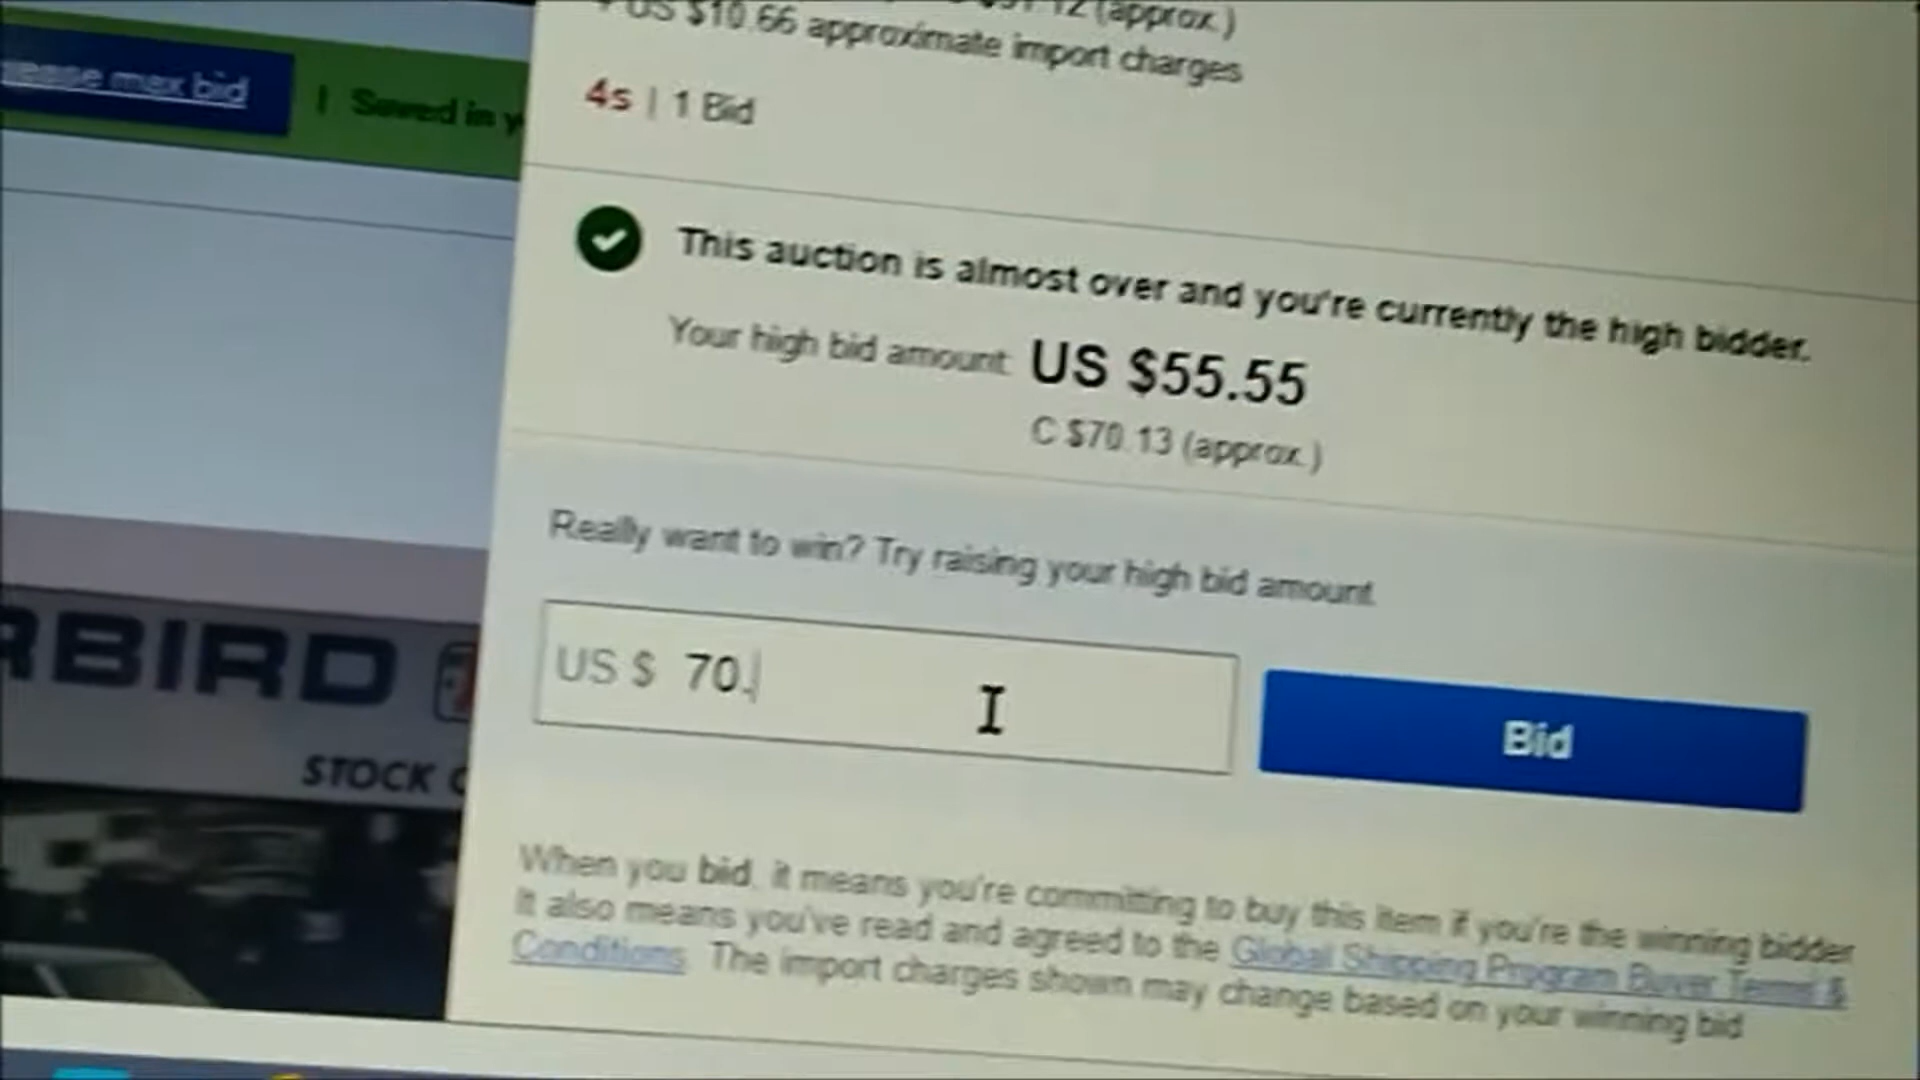 (approx.)
US $10.66 approximate import charges
max bid
| Saved in y
4s | 1 Bid
This auction is almost over and you're currently the high bidder.
Your high bid amount: US $55.55
C $70.13 (approx.)
Really want to win? Try raising your high bid amount.
US $ 70.
Bid
RBIRD
STOCK C
When you bid, it means you're committing to buy this item if you're the winning bidder.
It also means you've read and agreed to the Global Shipping Program Buyer Terms &
Conditions. The import charges shown may change based on your winning bid